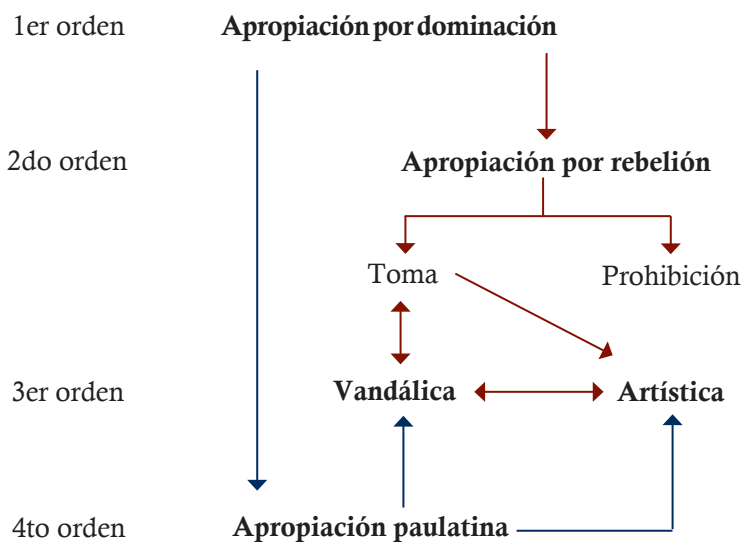 1er orden Apropiación por dominación
2do orden Apropiación por rebelión
Toma Prohibición
3er orden Vandálica Artística
4to orden Apropiación paulatina